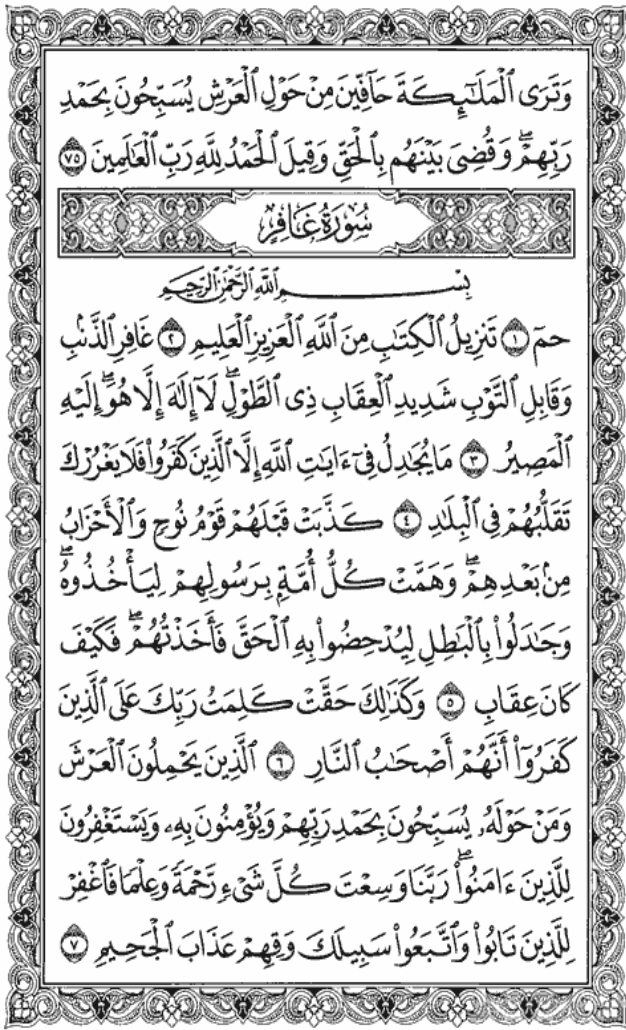 وَتَرَى ٱلْمَلَٰٓئِكَةَ حَآفِّينَ مِنْ حَوْلِ ٱلْعَرْشِ يُسَبِّحُونَ بِحَمْدِ
رَبِّهِمْ ۖ وَقُضِىَ بَيْنَهُم بِٱلْحَقِّ وَقِيلَ ٱلْحَمْدُ لِلَّهِ رَبِّ ٱلْعَٰلَمِينَ ٧٥
سُورَةُ غَافِرٍ
بِسْمِ ٱللَّهِ ٱلرَّحْمَٰنِ ٱلرَّحِيمِ
حمٓ ١ تَنزِيلُ ٱلْكِتَٰبِ مِنَ ٱللَّهِ ٱلْعَزِيزِ ٱلْعَلِيمِ ٢ غَافِرِ ٱلذَّنۢبِ
وَقَابِلِ ٱلتَّوْبِ شَدِيدِ ٱلْعِقَابِ ذِى ٱلطَّوْلِ ۖ لَآ إِلَٰهَ إِلَّا هُوَ ۖ إِلَيْهِ
ٱلْمَصِيرُ ٣ مَا يُجَٰدِلُ فِىٓ ءَايَٰتِ ٱللَّهِ إِلَّا ٱلَّذِينَ كَفَرُوا۟ فَلَا يَغْرُرْكَ
تَقَلُّبُهُمْ فِى ٱلْبِلَٰدِ ٤ كَذَّبَتْ قَبْلَهُمْ قَوْمُ نُوحٍ وَٱلْأَحْزَابُ
مِنۢ بَعْدِهِمْ ۖ وَهَمَّتْ كُلُّ أُمَّةٍۭ بِرَسُولِهِمْ لِيَأْخُذُوهُ ۖ
وَجَٰدَلُوا۟ بِٱلْبَٰطِلِ لِيُدْحِضُوا۟ بِهِ ٱلْحَقَّ فَأَخَذْتُهُمْ ۖ فَكَيْفَ
كَانَ عِقَابِ ٥ وَكَذَٰلِكَ حَقَّتْ كَلِمَتُ رَبِّكَ عَلَى ٱلَّذِينَ
كَفَرُوٓا۟ أَنَّهُمْ أَصْحَٰبُ ٱلنَّارِ ٦ ٱلَّذِينَ يَحْمِلُونَ ٱلْعَرْشَ
وَمَنْ حَوْلَهُۥ يُسَبِّحُونَ بِحَمْدِ رَبِّهِمْ وَيُؤْمِنُونَ بِهِۦ وَيَسْتَغْفِرُونَ
لِلَّذِينَ ءَامَنُوا۟ ۖ رَبَّنَا وَسِعْتَ كُلَّ شَىْءٍ رَّحْمَةً وَعِلْمًا فَٱغْفِرْ
لِلَّذِينَ تَابُوا۟ وَٱتَّبَعُوا۟ سَبِيلَكَ وَقِهِمْ عَذَابَ ٱلْجَحِيمِ ٧